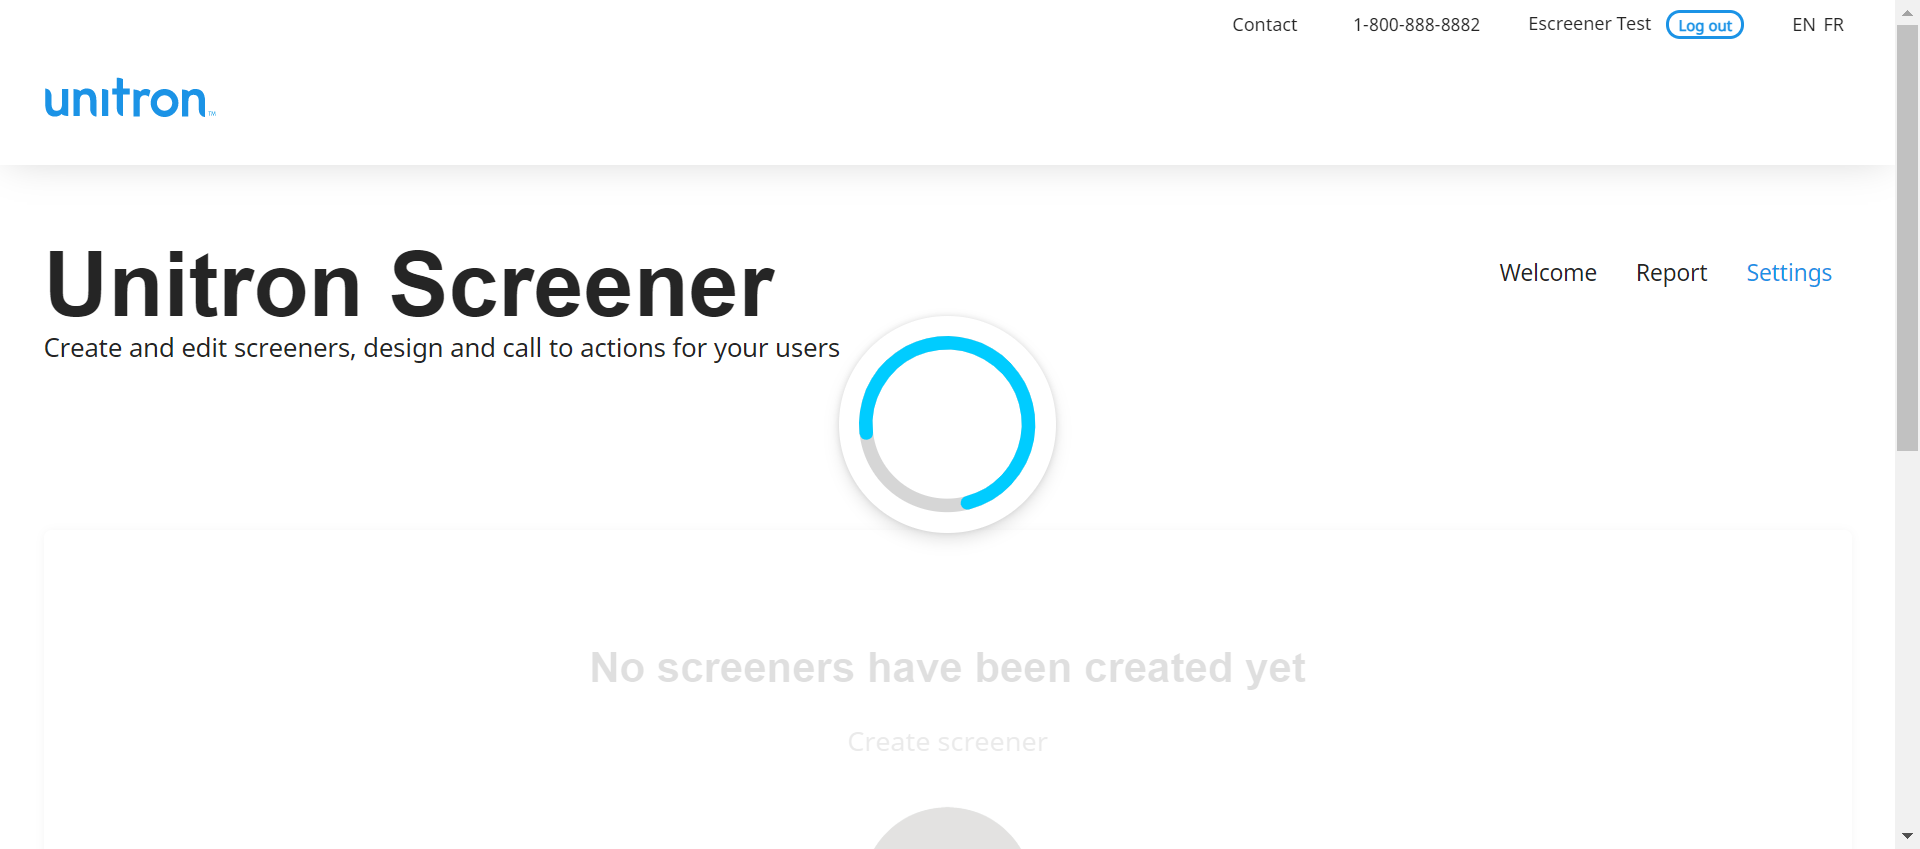 Contact 1-800-888-8882 Escreener Test Log out EN FR
unitron™
Unitron Screener
Welcome Report Settings
Create and edit screeners, design and call to actions for your users
No screeners have been created yet
Create screener